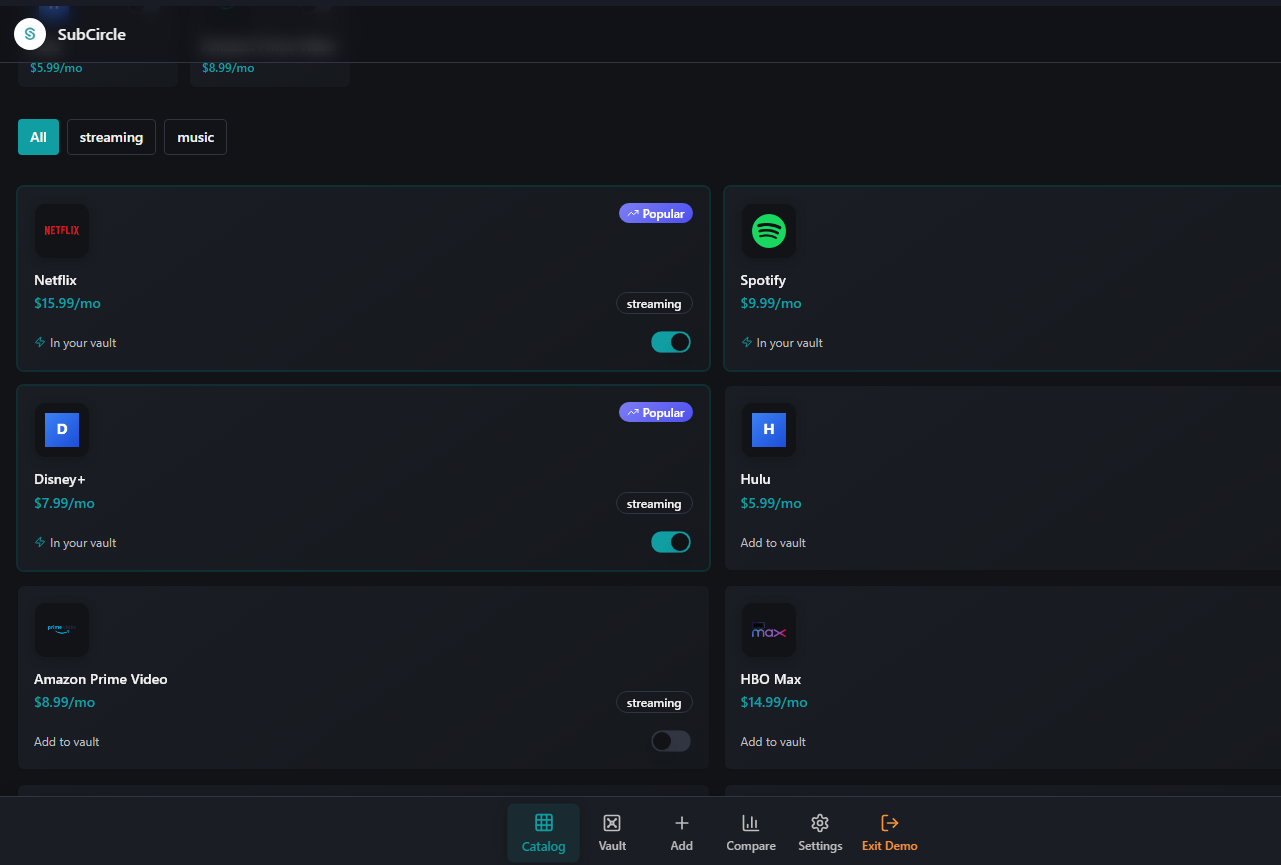 S SubCircle
$5.99/mo $8.99/mo
All streaming music
NETFLIX Popular
Netflix Spotify
$15.99/mo streaming $9.99/mo
In your vault In your vault
D Popular H
Disney+ Hulu
$7.99/mo streaming $5.99/mo
In your vault Add to vault
prime video HBO max
Amazon Prime Video HBO Max
$8.99/mo streaming $14.99/mo
Add to vault Add to vault
Catalog Vault Add Compare Settings Exit Demo